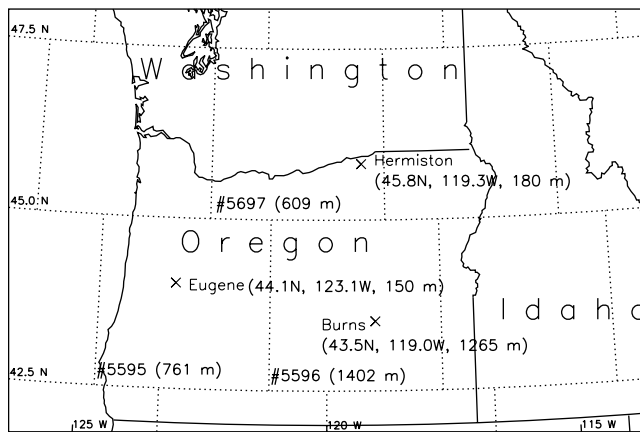 47.5 N
Washington
Hermiston
(45.8N, 119.3W, 180 m)
45.0 N
#5697 (609 m)
Oregon
Eugene (44.1N, 123.1W, 150 m)
Idaho
Burns
(43.5N, 119.0W, 1265 m)
42.5 N
#5595 (761 m)
#5596 (1402 m)
125 W
120 W
115 W